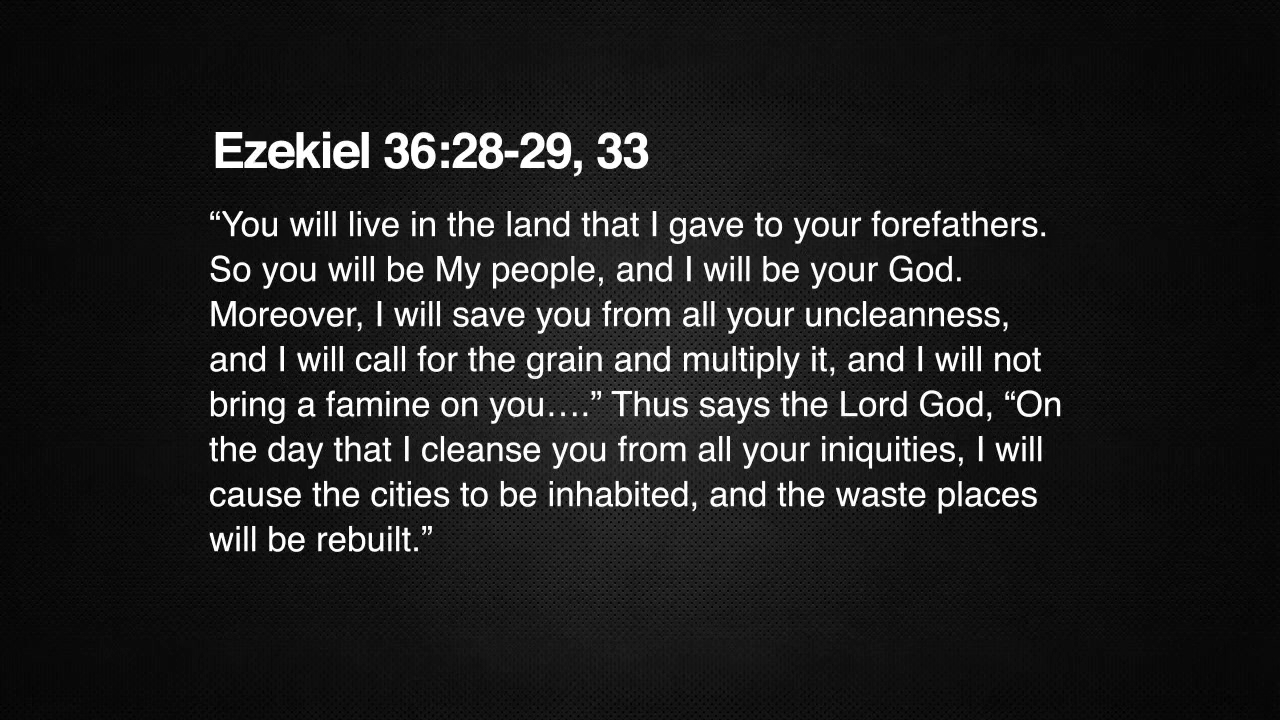 Ezekiel 36:28-29, 33
“You will live in the land that I gave to your forefathers.
So you will be My people, and I will be your God.
Moreover, I will save you from all your uncleanness,
and I will call for the grain and multiply it, and I will not
bring a famine on you….” Thus says the Lord God, “On
the day that I cleanse you from all your iniquities, I will
cause the cities to be inhabited, and the waste places
will be rebuilt.”